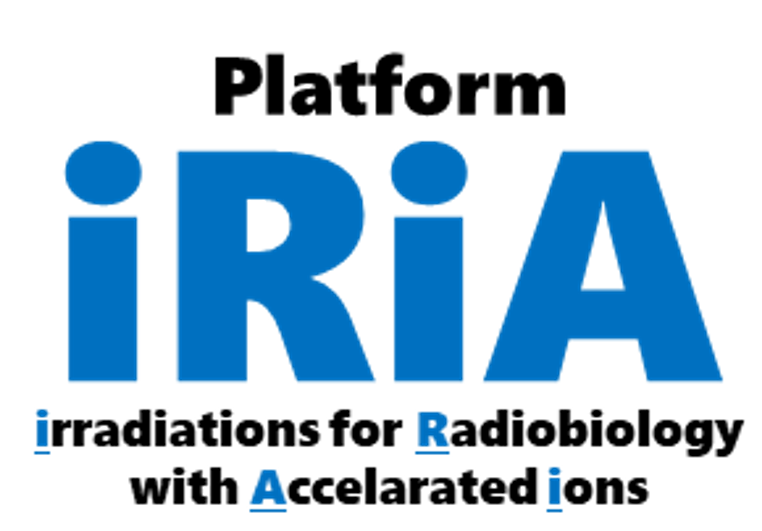 Platform
iRiA
irradiations for Radiobiology
with Accelarated ions